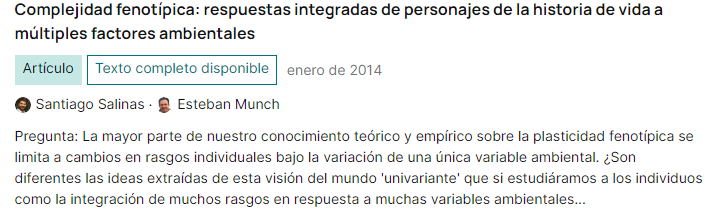 Complejidad fenotípica: respuestas integradas de personajes de la historia de vida a
múltiples factores ambientales
Artículo
Texto completo disponible
enero de 2014
Santiago Salinas · Esteban Munch
Pregunta: La mayor parte de nuestro conocimiento teórico y empírico sobre la plasticidad fenotípica se
limita a cambios en rasgos individuales bajo la variación de una única variable ambiental. ¿Son
diferentes las ideas extraídas de esta visión del mundo 'univariante' que si estudiáramos a los individuos
como la integración de muchos rasgos en respuesta a muchas variables ambientales...